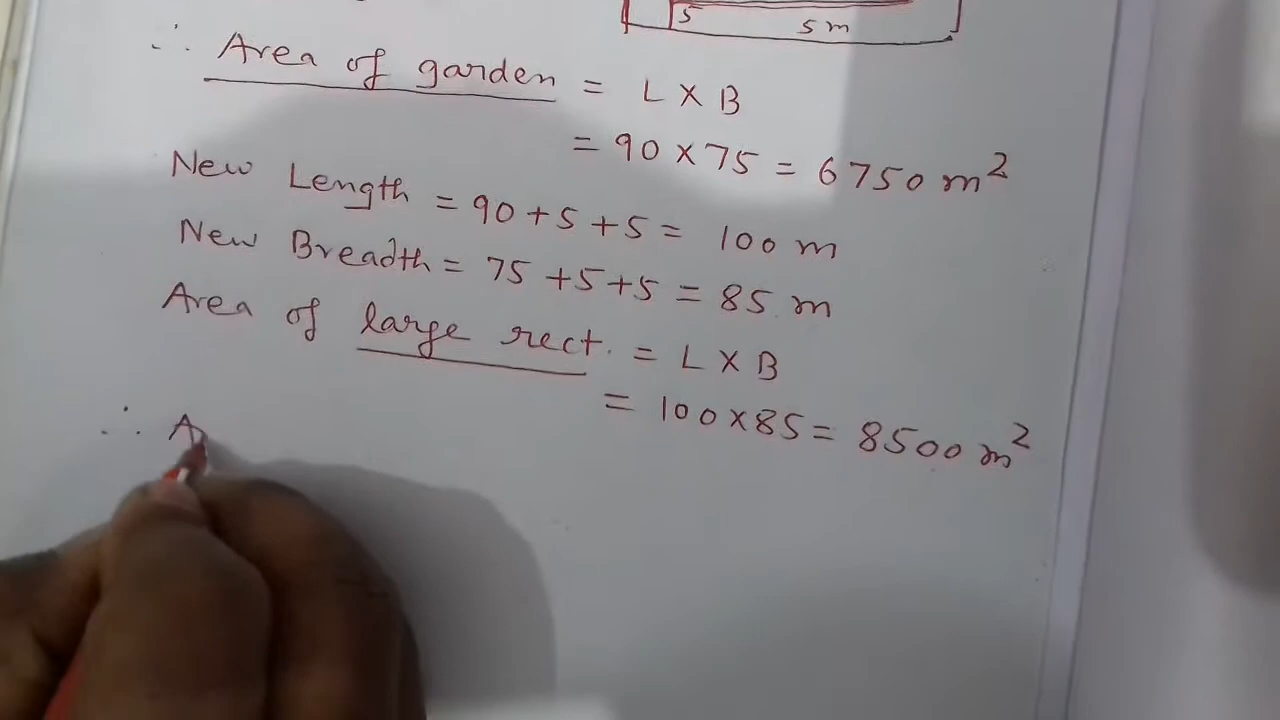 5
5 m
∴ Area of garden = L X B
= 90 X 75 = 6750 m²
New Length = 90 + 5 + 5 = 100 m
New Breadth = 75 + 5 + 5 = 85 m
Area of large rect. = L X B
= 100 X 85 = 8500 m²
∴ A